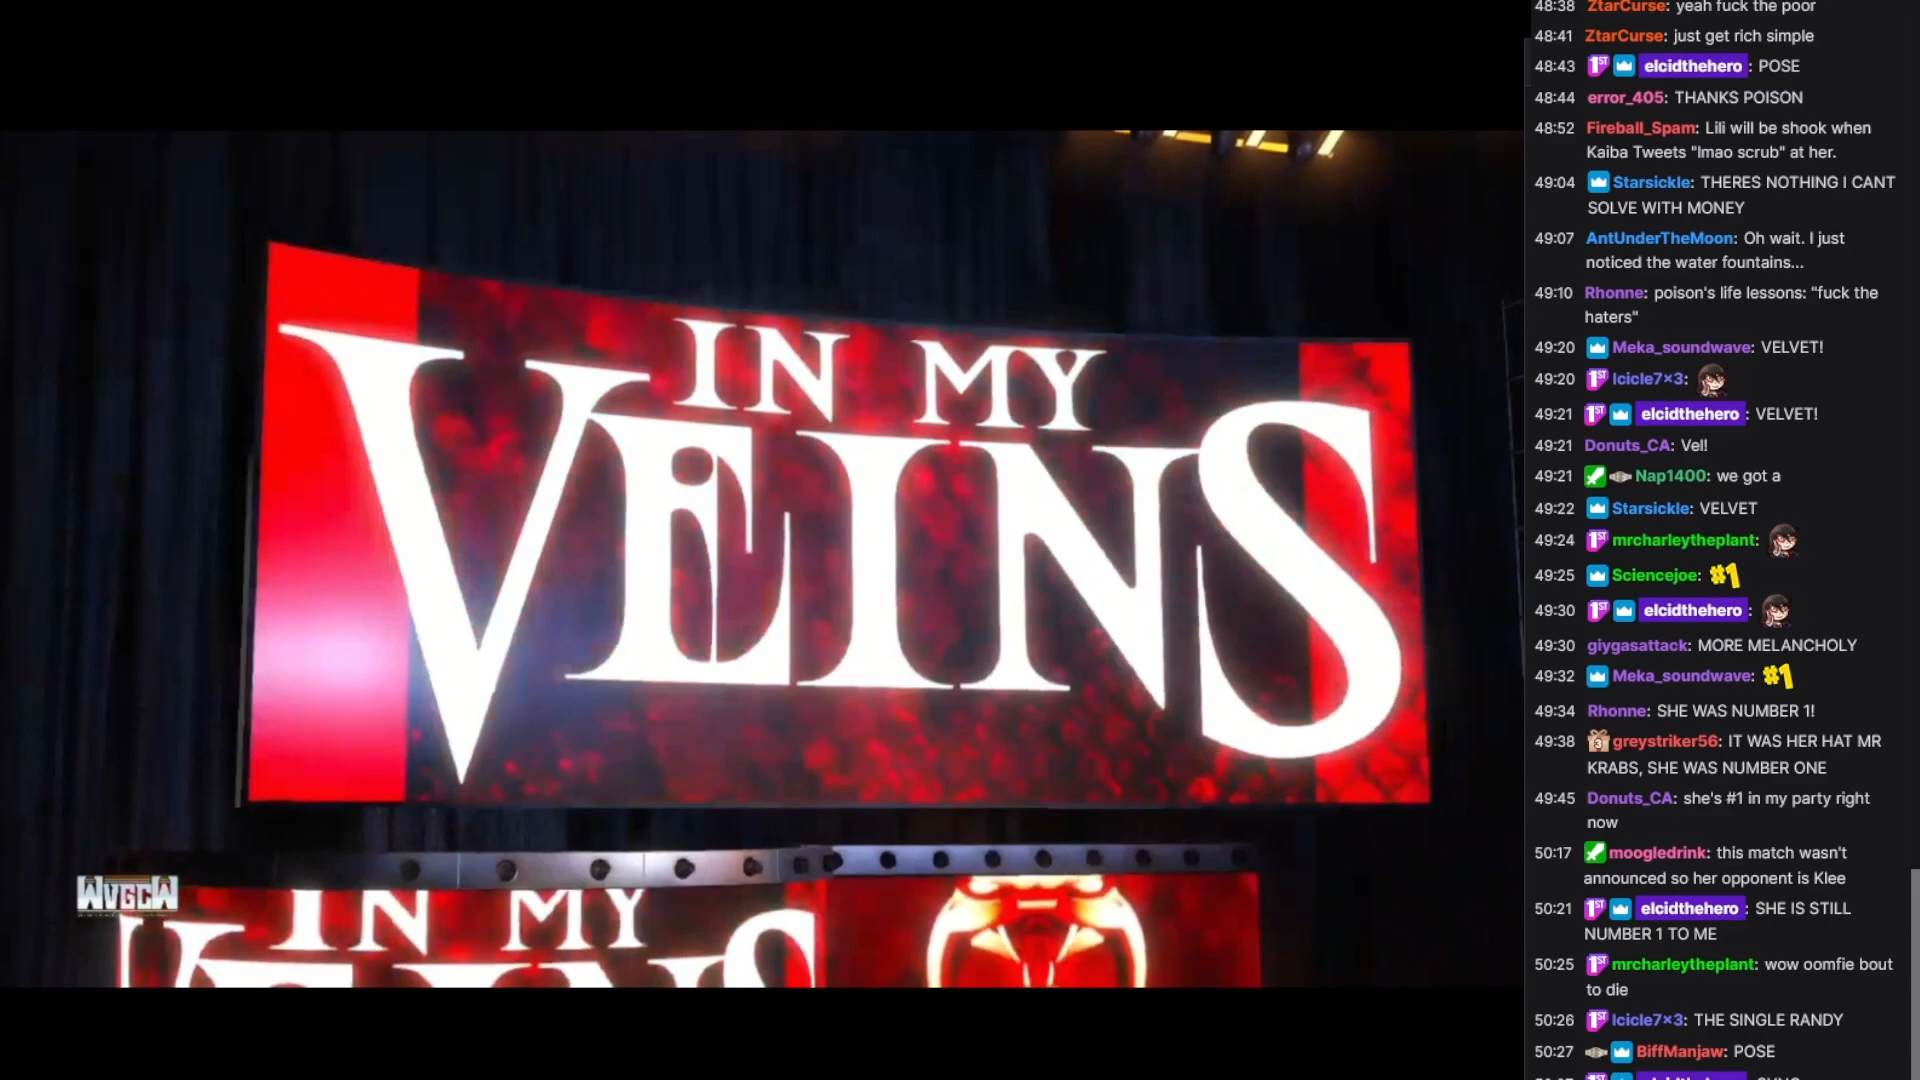 IN MY
VEINS
IN MY
WVGCW
48:38 ZtarCurse: yeah fuck the poor
48:41 ZtarCurse: just get rich simple
48:43 1ST elcidthehero: POSE
48:44 error_405: THANKS POISON
48:52 Fireball_Spam: Lili will be shook when
Kaiba Tweets "lmao scrub" at her.
49:04 Starsickle: THERES NOTHING I CANT
SOLVE WITH MONEY
49:07 AntUnderTheMoon: Oh wait. I just
noticed the water fountains...
49:10 Rhonne: poison's life lessons: "fuck the
haters"
49:20 Meka_soundwave: VELVET!
49:20 1ST Icicle7x3:
49:21 1ST elcidthehero: VELVET!
49:21 Donuts_CA: Vel!
49:21 Nap1400: we got a
49:22 Starsickle: VELVET
49:24 1ST mrcharleytheplant:
49:25 Sciencejoe: #1
49:30 1ST elcidthehero:
49:30 giygasattack: MORE MELANCHOLY
49:32 Meka_soundwave: #1
49:34 Rhonne: SHE WAS NUMBER 1!
49:38 3 greystriker56: IT WAS HER HAT MR
KRABS, SHE WAS NUMBER ONE
49:45 Donuts_CA: she's #1 in my party right
now
50:17 moogledrink: this match wasn't
announced so her opponent is Klee
50:21 1ST elcidthehero: SHE IS STILL
NUMBER 1 TO ME
50:25 1ST mrcharleytheplant: wow oomfie bout
to die
50:26 1ST Icicle7x3: THE SINGLE RANDY
50:27 BiffManjaw: POSE